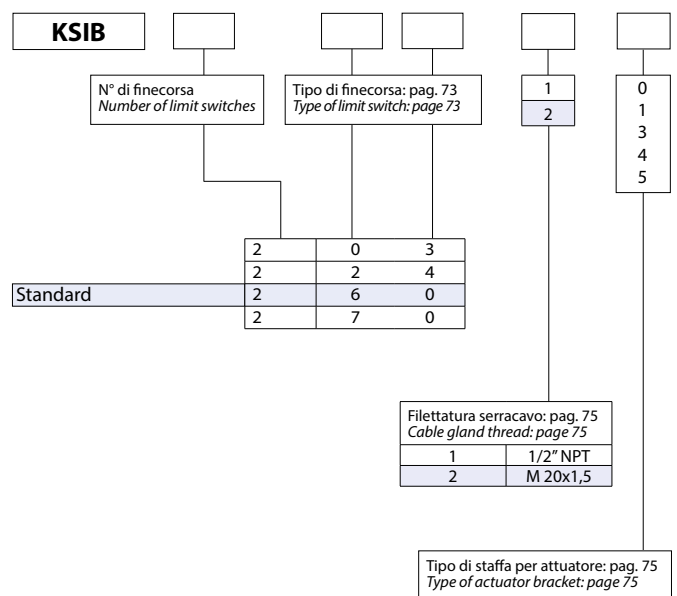 KSIB
N° di finecorsa
Number of limit switches
Tipo di finecorsa: pag. 73
Type of limit switch: page 73
1
2
0
1
3
4
5
2 0 3
2 2 4
Standard 2 6 0
2 7 0
Filettatura serracavo: pag. 75
Cable gland thread: page 75
1 1/2” NPT
2 M 20x1,5
Tipo di staffa per attuatore: pag. 75
Type of actuator bracket: page 75